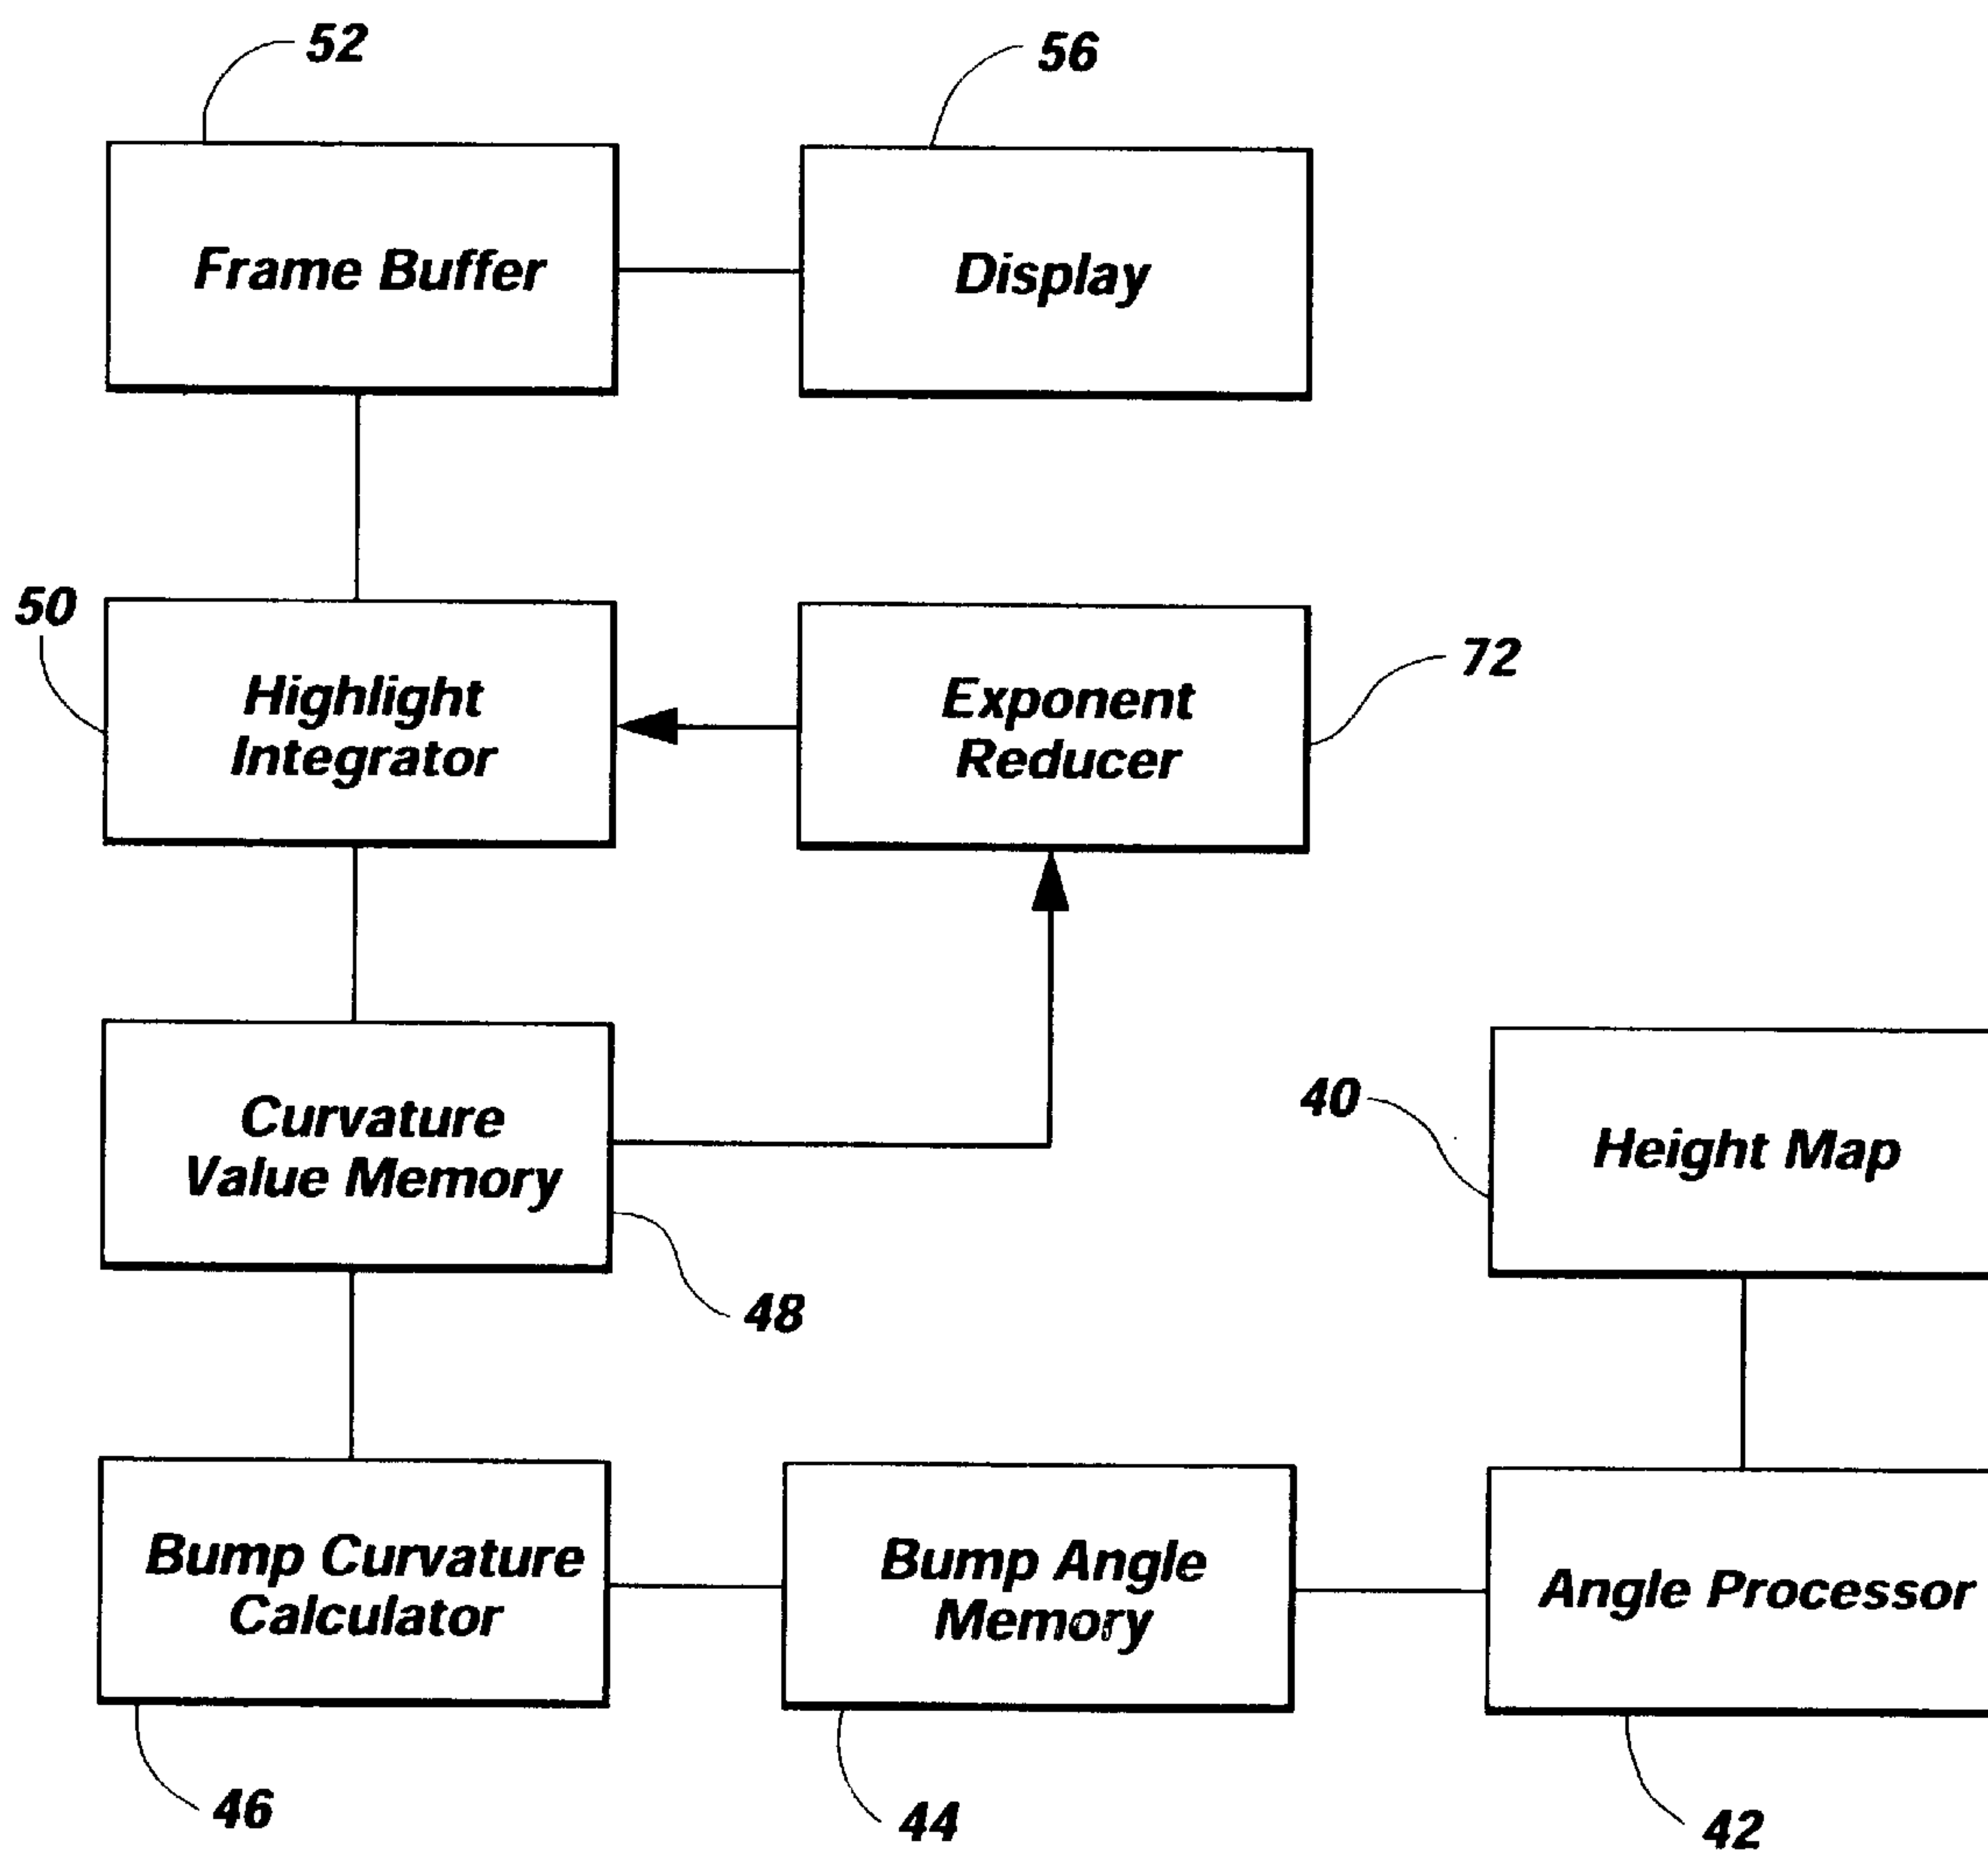 52
56
Frame Buffer
Display
50
Highlight
Integrator
Exponent
Reducer
72
Curvature
Value Memory
48
40
Height Map
Bump Curvature
Calculator
Bump Angle
Memory
Angle Processor
46
44
42